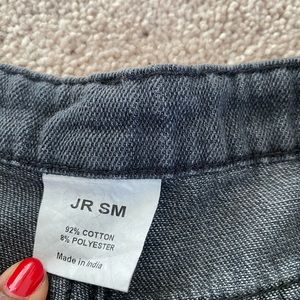 JR SM
92% COTTON
8% POLYESTER
Made in India